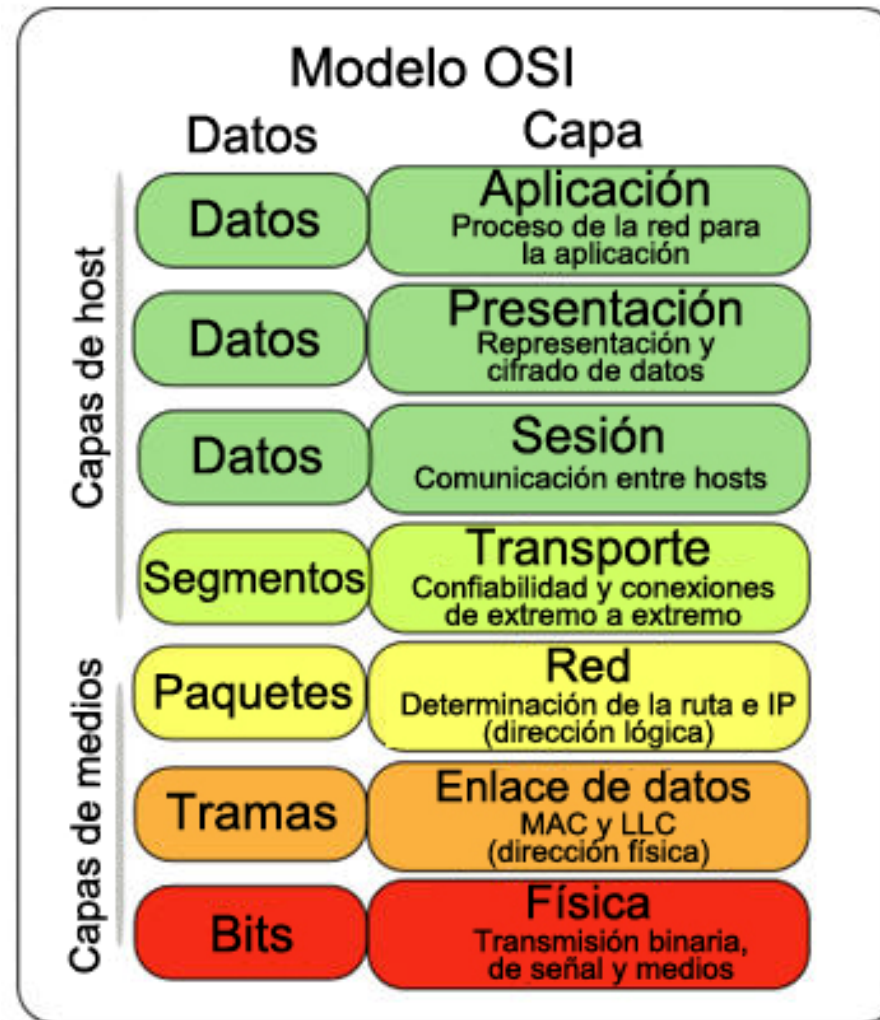 Modelo OSI
Datos
Capa
Capas de host
Datos
Aplicación
Proceso de la red para
la aplicación
Datos
Presentación
Representación y
cifrado de datos
Datos
Sesión
Comunicación entre hosts
Segmentos
Transporte
Confiabilidad y conexiones
de extremo a extremo
Capas de medios
Paquetes
Red
Determinación de la ruta e IP
(dirección lógica)
Tramas
Enlace de datos
MAC y LLC
(dirección física)
Bits
Física
Transmisión binaria,
de señal y medios